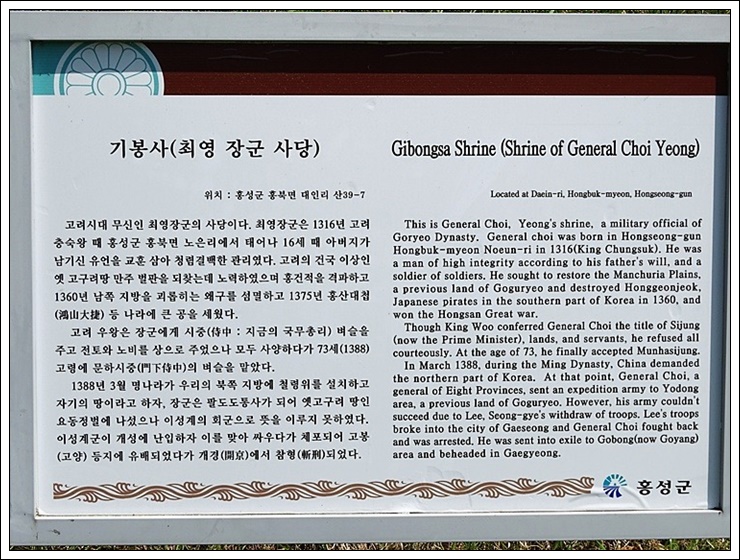 기봉사(최영 장군 사당)
위치 : 홍성군 홍북면 대인리 산39-7
고려시대 무신인 최영장군의 사당이다. 최영장군은 1316년 고려
충숙왕 때 홍성군 홍북면 노은리에서 태어나 16세 때 아버지가
남기신 유언을 교훈 삼아 청렴결백한 관리였다. 고려의 건국 이상인
옛 고구려땅 만주 벌판을 되찾는데 노력하였으며 홍건적을 격파하고
1360년 남쪽 지방을 괴롭히는 왜구를 섬멸하고 1375년 홍산대첩
(鴻山大捷) 등 나라에 큰 공을 세웠다.
고려 우왕은 장군에게 시중(侍中 : 지금의 국무총리) 벼슬을
주고 전토와 노비를 상으로 주었으나 모두 사양하다가 73세(1388)
고령에 문하시중(門下侍中)의 벼슬을 맡았다.
1388년 3월 명나라가 우리의 북쪽 지방에 철령위를 설치하고
자기의 땅이라고 하자, 장군은 팔도도통사가 되어 옛고구려 땅인
요동정벌에 나섰으나 이성계의 회군으로 뜻을 이루지 못하였다.
이성계군이 개성에 난입하자 이를 맞아 싸우다가 체포되어 고봉
(고양) 등지에 유배되었다가 개경(開京)에서 참형(斬刑)되었다.
Gibongsa Shrine (Shrine of General Choi Yeong)
Located at Daein-ri, Hongbuk-myeon, Hongseong-gun
This is General Choi, Yeong's shrine, a military official of
Goryeo Dynasty. General choi was born in Hongseong-gun
Hongbuk-myeon Noeun-ri in 1316(King Chungsuk). He was
a man of high integrity according to his father's will, and a
soldier of soldiers. He sought to restore the Manchuria Plains,
a previous land of Goguryeo and destroyed Honggeonjeok,
Japanese pirates in the southern part of Korea in 1360, and
won the Hongsan Great war.
Though King Woo conferred General Choi the title of Sijung
(now the Prime Minister), lands, and servants, he refused all
courteously. At the age of 73, he finally accepted Munhasijung.
In March 1388, during the Ming Dynasty, China demanded
the northern part of Korea. At that point, General Choi, a
general of Eight Provinces, sent an expedition army to Yodong
area, a previous land of Goguryeo. However, his army couldn't
succeed due to Lee, Seong-gye's withdraw of troops. Lee's troops
broke into the city of Gaeseong and General Choi fought back
and was arrested. He was sent into exile to Gobong(now Goyang)
area and beheaded in Gaegyeong.
홍성군